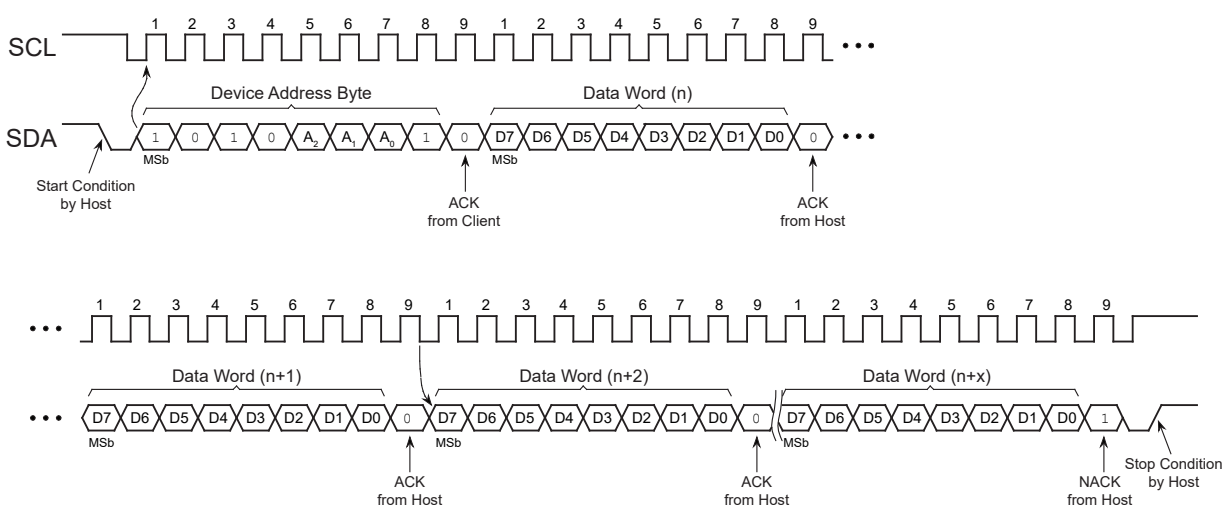 1 2 3 4 5 6 7 8 9 1 2 3 4 5 6 7 8 9
SCL
Device Address Byte Data Word (n)
SDA 1 0 1 0 A2 A1 A0 1 0 D7 D6 D5 D4 D3 D2 D1 D0 0
MSb MSb
Start Condition
by Host
ACK
from Client
ACK
from Host
1 2 3 4 5 6 7 8 9 1 2 3 4 5 6 7 8 9 1 2 3 4 5 6 7 8 9
Data Word (n+1) Data Word (n+2) Data Word (n+x)
D7 D6 D5 D4 D3 D2 D1 D0 0 D7 D6 D5 D4 D3 D2 D1 D0 0 D7 D6 D5 D4 D3 D2 D1 D0 1
MSb MSb MSb
ACK
from Host
ACK
from Host
NACK
from Host
Stop Condition
by Host